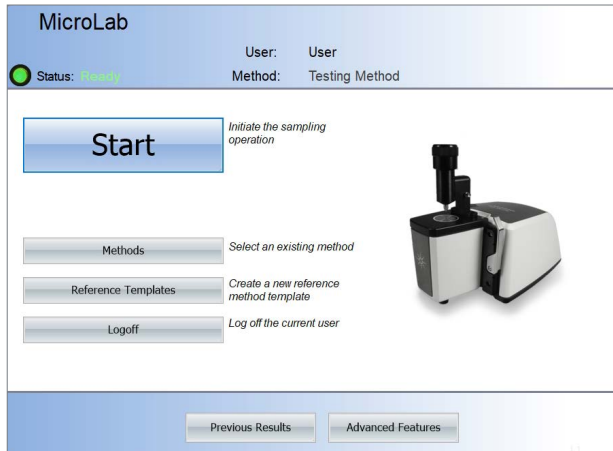 MicroLab
User: User
Status: Ready
Method: Testing Method
Start
Initiate the sampling
operation
Methods
Select an existing method
Reference Templates
Create a new reference
method template
Logoff
Log off the current user
Previous Results
Advanced Features